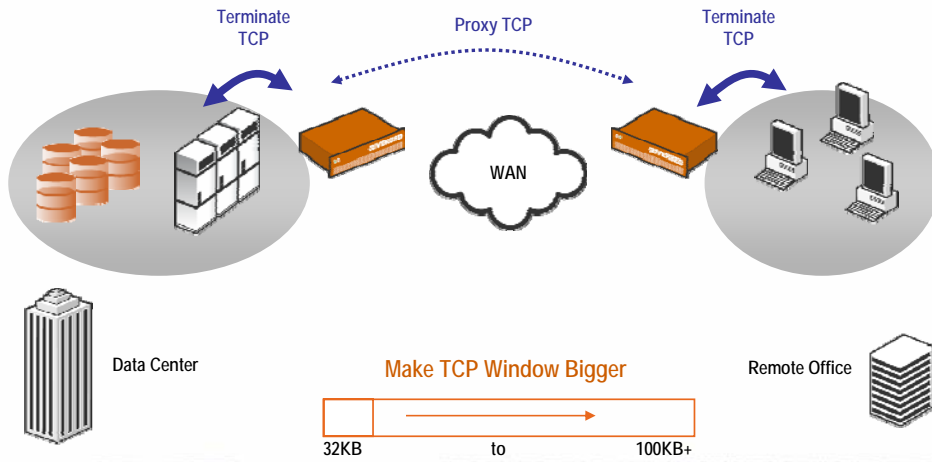 Terminate
TCP
Proxy TCP
Terminate
TCP
WAN
Data Center
Make TCP Window Bigger
Remote Office
32KB
to
100KB+